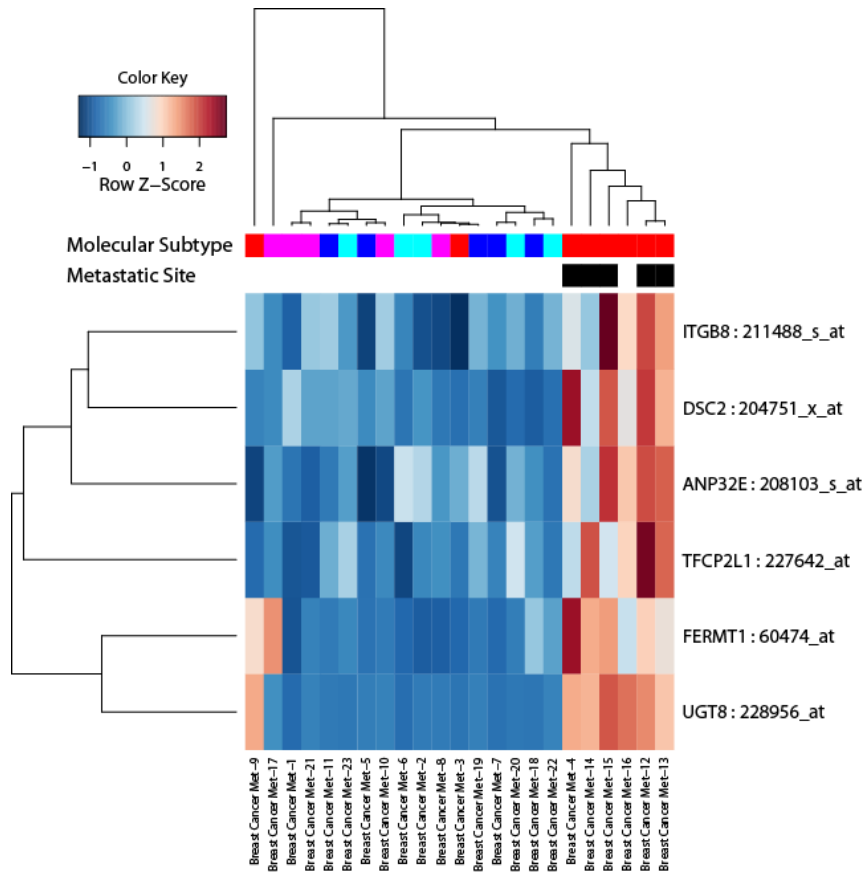 Color Key
−1 0 1 2
Row Z−Score
Molecular Subtype
Metastatic Site
ITGB8 : 211488_s_at
DSC2 : 204751_x_at
ANP32E : 208103_s_at
TFCP2L1 : 227642_at
FERMT1 : 60474_at
UGT8 : 228956_at
Breast Cancer Met−9
Breast Cancer Met−17
Breast Cancer Met−1
Breast Cancer Met−21
Breast Cancer Met−11
Breast Cancer Met−23
Breast Cancer Met−5
Breast Cancer Met−10
Breast Cancer Met−6
Breast Cancer Met−2
Breast Cancer Met−8
Breast Cancer Met−3
Breast Cancer Met−19
Breast Cancer Met−7
Breast Cancer Met−20
Breast Cancer Met−18
Breast Cancer Met−22
Breast Cancer Met−4
Breast Cancer Met−14
Breast Cancer Met−15
Breast Cancer Met−16
Breast Cancer Met−12
Breast Cancer Met−13